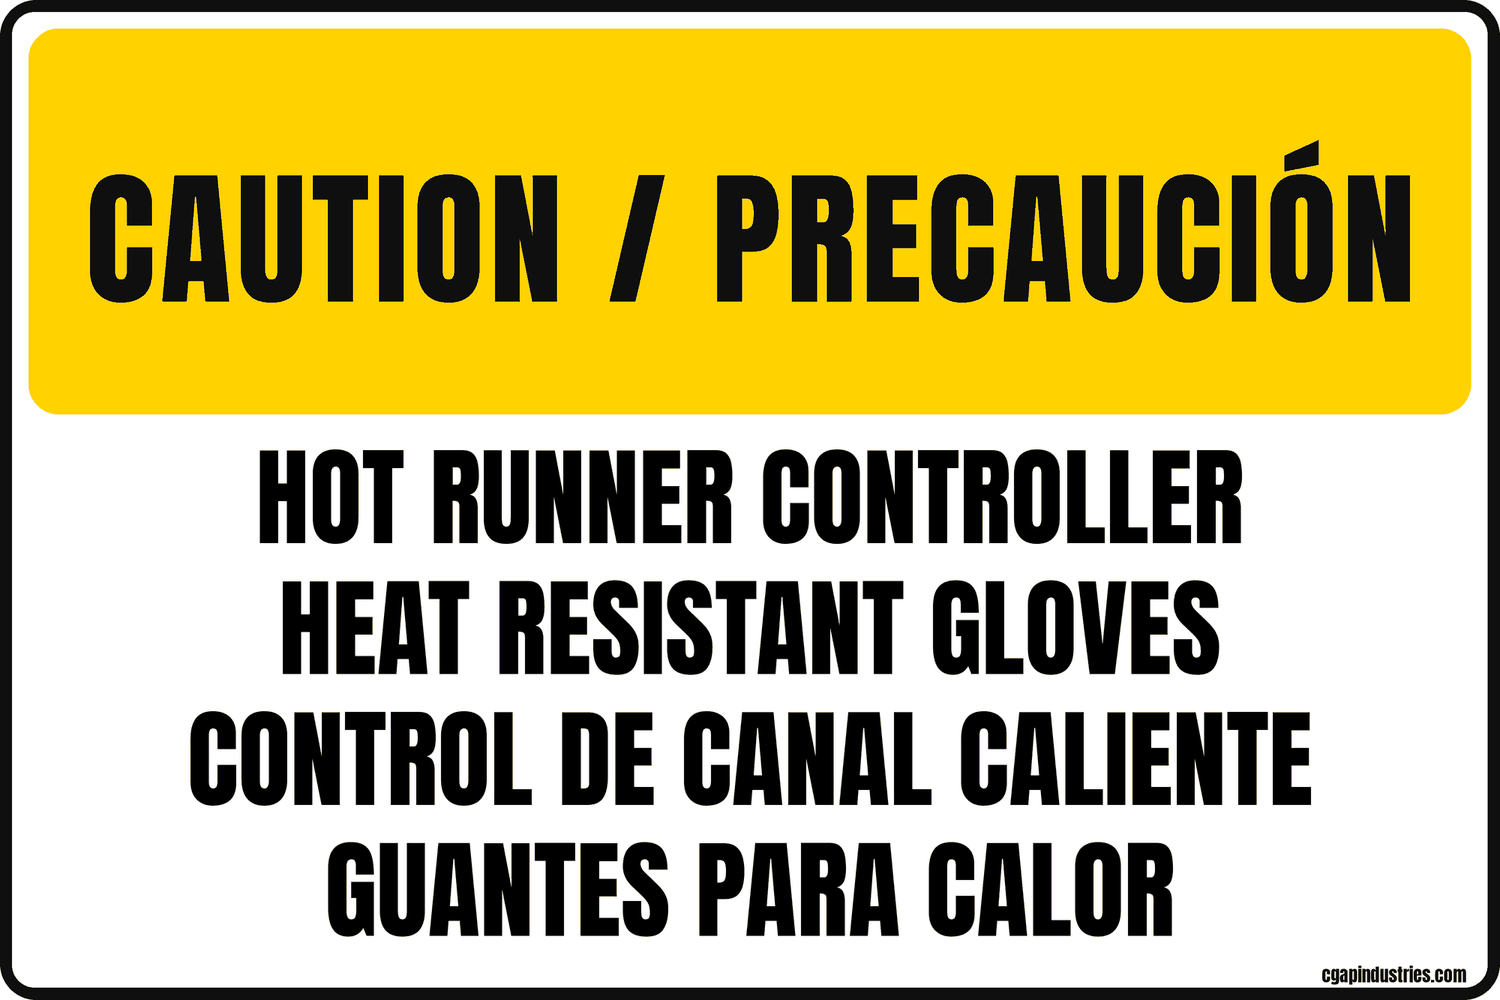 CAUTION / PRECAUCIÓN
HOT RUNNER CONTROLLER
HEAT RESISTANT GLOVES
CONTROL DE CANAL CALIENTE
GUANTES PARA CALOR
cgapindustries.com